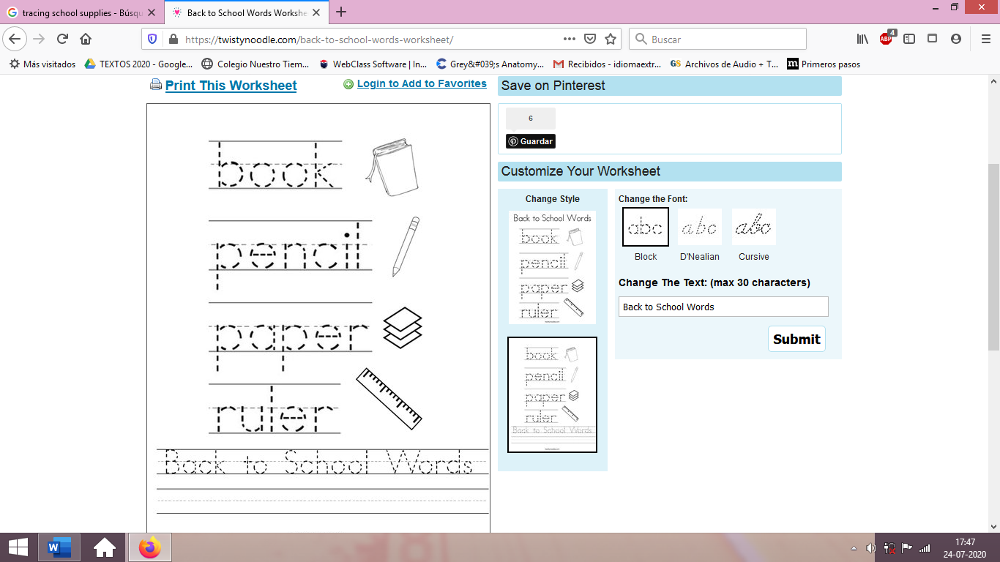 tracing school supplies - Búsqu
Back to School Words Workshe
https://twistynoodle.com/back-to-school-words-worksheet/
Buscar
4
Más visitados
TEXTOS 2020 - Google...
Colegio Nuestro Tiem...
WebClass Software | In...
Grey&#039;s Anatomy...
Recibidos - idiomaextr...
Archivos de Audio + T...
Primeros pasos
Print This Worksheet
Login to Add to Favorites
book
pencil
paper
ruler
Back to School Words
Save on Pinterest
6
Guardar
Customize Your Worksheet
Change Style
Back to School Words
book
pencil
paper
ruler
book
pencil
paper
ruler
Back to School Words
Change the Font:
abc abc abc
Block D'Nealian Cursive
Change The Text: (max 30 characters)
Back to School Words
Submit
17:47
24-07-2020